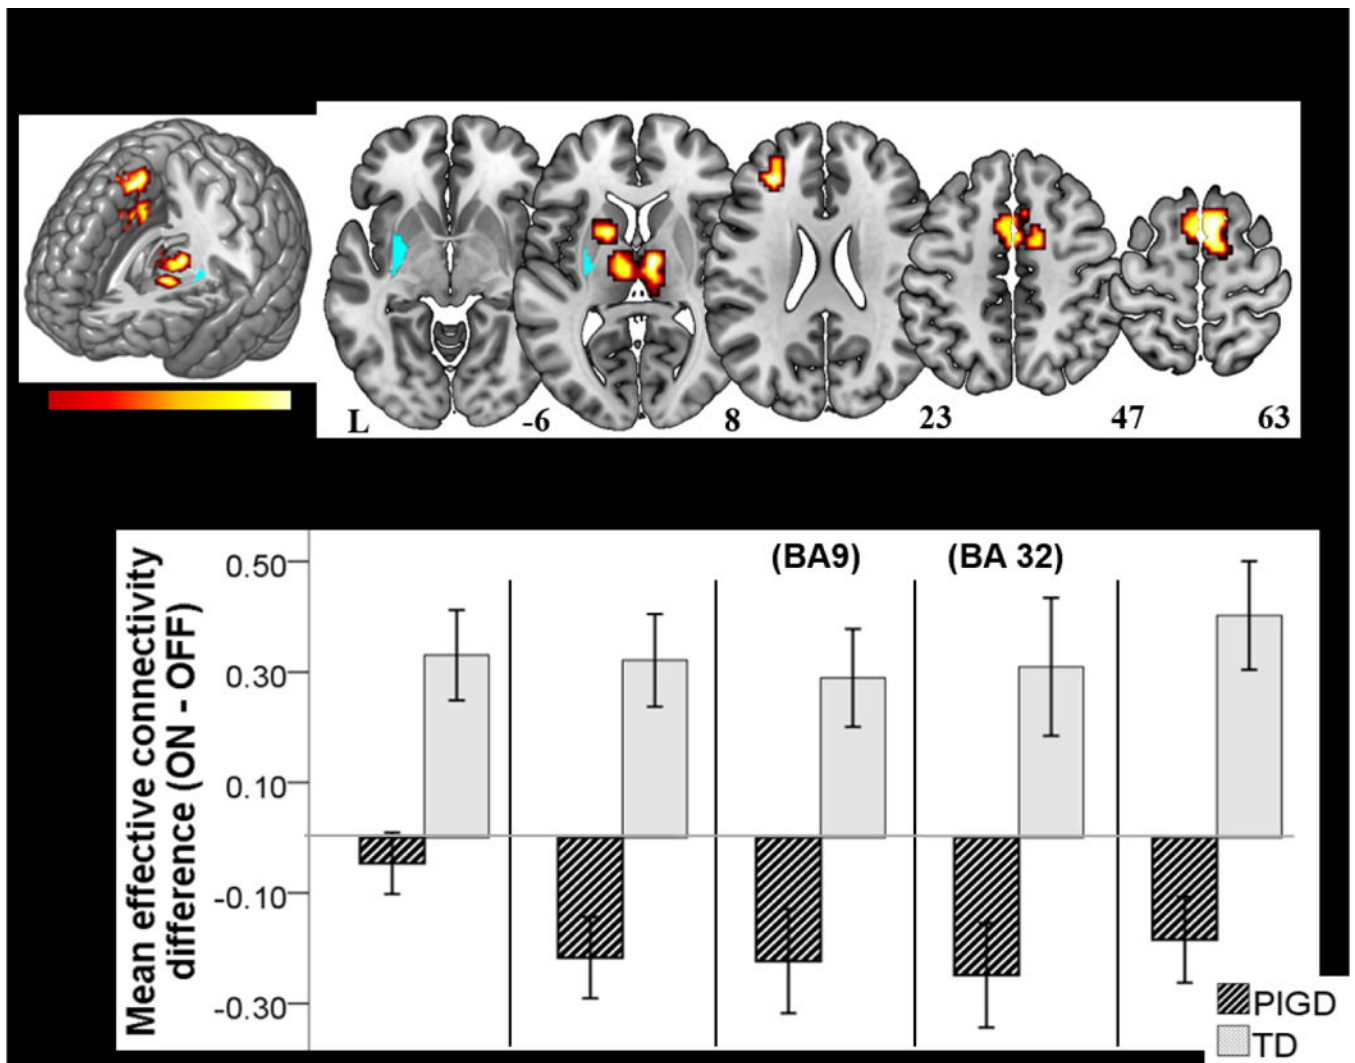 L -6 8 23 47 63
(BA9) (BA 32)
Mean effective connectivity
difference (ON - OFF)
0.50
0.30
0.10
-0.10
-0.30
PIGD
TD